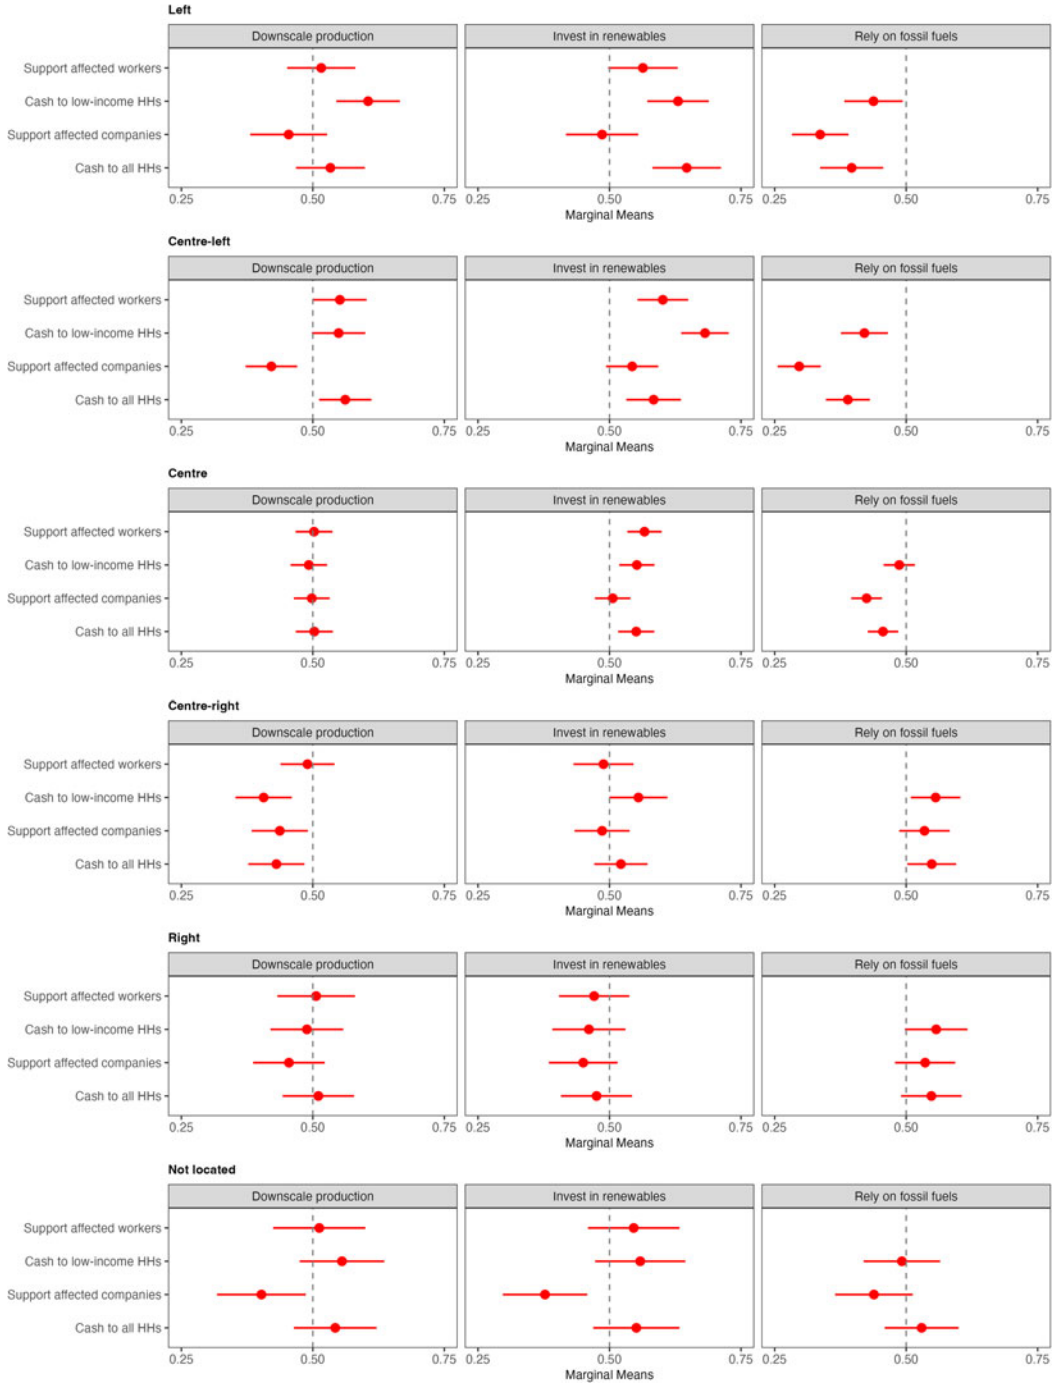 Left
Downscale production Invest in renewables Rely on fossil fuels
Support affected workers
Cash to low-income HHs
Support affected companies
Cash to all HHs
0.25 0.50 0.75 0.25 0.50 0.75 0.25 0.50 0.75
Marginal Means
Centre-left
Downscale production Invest in renewables Rely on fossil fuels
Support affected workers
Cash to low-income HHs
Support affected companies
Cash to all HHs
0.25 0.50 0.75 0.25 0.50 0.75 0.25 0.50 0.75
Marginal Means
Centre
Downscale production Invest in renewables Rely on fossil fuels
Support affected workers
Cash to low-income HHs
Support affected companies
Cash to all HHs
0.25 0.50 0.75 0.25 0.50 0.75 0.25 0.50 0.75
Marginal Means
Centre-right
Downscale production Invest in renewables Rely on fossil fuels
Support affected workers
Cash to low-income HHs
Support affected companies
Cash to all HHs
0.25 0.50 0.75 0.25 0.50 0.75 0.25 0.50 0.75
Marginal Means
Right
Downscale production Invest in renewables Rely on fossil fuels
Support affected workers
Cash to low-income HHs
Support affected companies
Cash to all HHs
0.25 0.50 0.75 0.25 0.50 0.75 0.25 0.50 0.75
Marginal Means
Not located
Downscale production Invest in renewables Rely on fossil fuels
Support affected workers
Cash to low-income HHs
Support affected companies
Cash to all HHs
0.25 0.50 0.75 0.25 0.50 0.75 0.25 0.50 0.75
Marginal Means